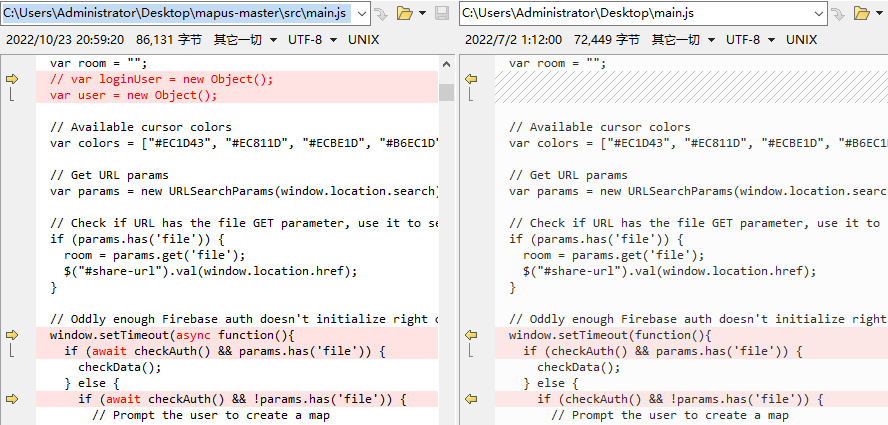 C:\Users\Administrator\Desktop\mapus-master\src\main.js
2022/10/23 20:59:20 86,131 字节 其它一切 UTF-8 UNIX
var room = "";
// var loginUser = new Object();
var user = new Object();
// Available cursor colors
var colors = ["#EC1D43", "#EC811D", "#ECBE1D", "#B6EC1D"
// Get URL params
var params = new URLSearchParams(window.location.search)
// Check if URL has the file GET parameter, use it to se
if (params.has('file')) {
room = params.get('file');
$("#share-url").val(window.location.href);
}
// Oddly enough Firebase auth doesn't initialize right
window.setTimeout(async function(){
if (await checkAuth() && params.has('file')) {
checkData();
} else {
if (await checkAuth() && !params.has('file')) {
// Prompt the user to create a map
C:\Users\Administrator\Desktop\main.js
2022/7/2 1:12:00 72,449 字节 其它一切 UTF-8 UNIX
var room = "";
// Available cursor colors
var colors = ["#EC1D43", "#EC811D", "#ECBE1D", "#B6EC1D"
// Get URL params
var params = new URLSearchParams(window.location.sear
// Check if URL has the file GET parameter, use it to
if (params.has('file')) {
room = params.get('file');
$("#share-url").val(window.location.href);
}
// Oddly enough Firebase auth doesn't initialize right
window.setTimeout(function(){
if (checkAuth() && params.has('file')) {
checkData();
} else {
if (checkAuth() && !params.has('file')) {
// Prompt the user to create a map